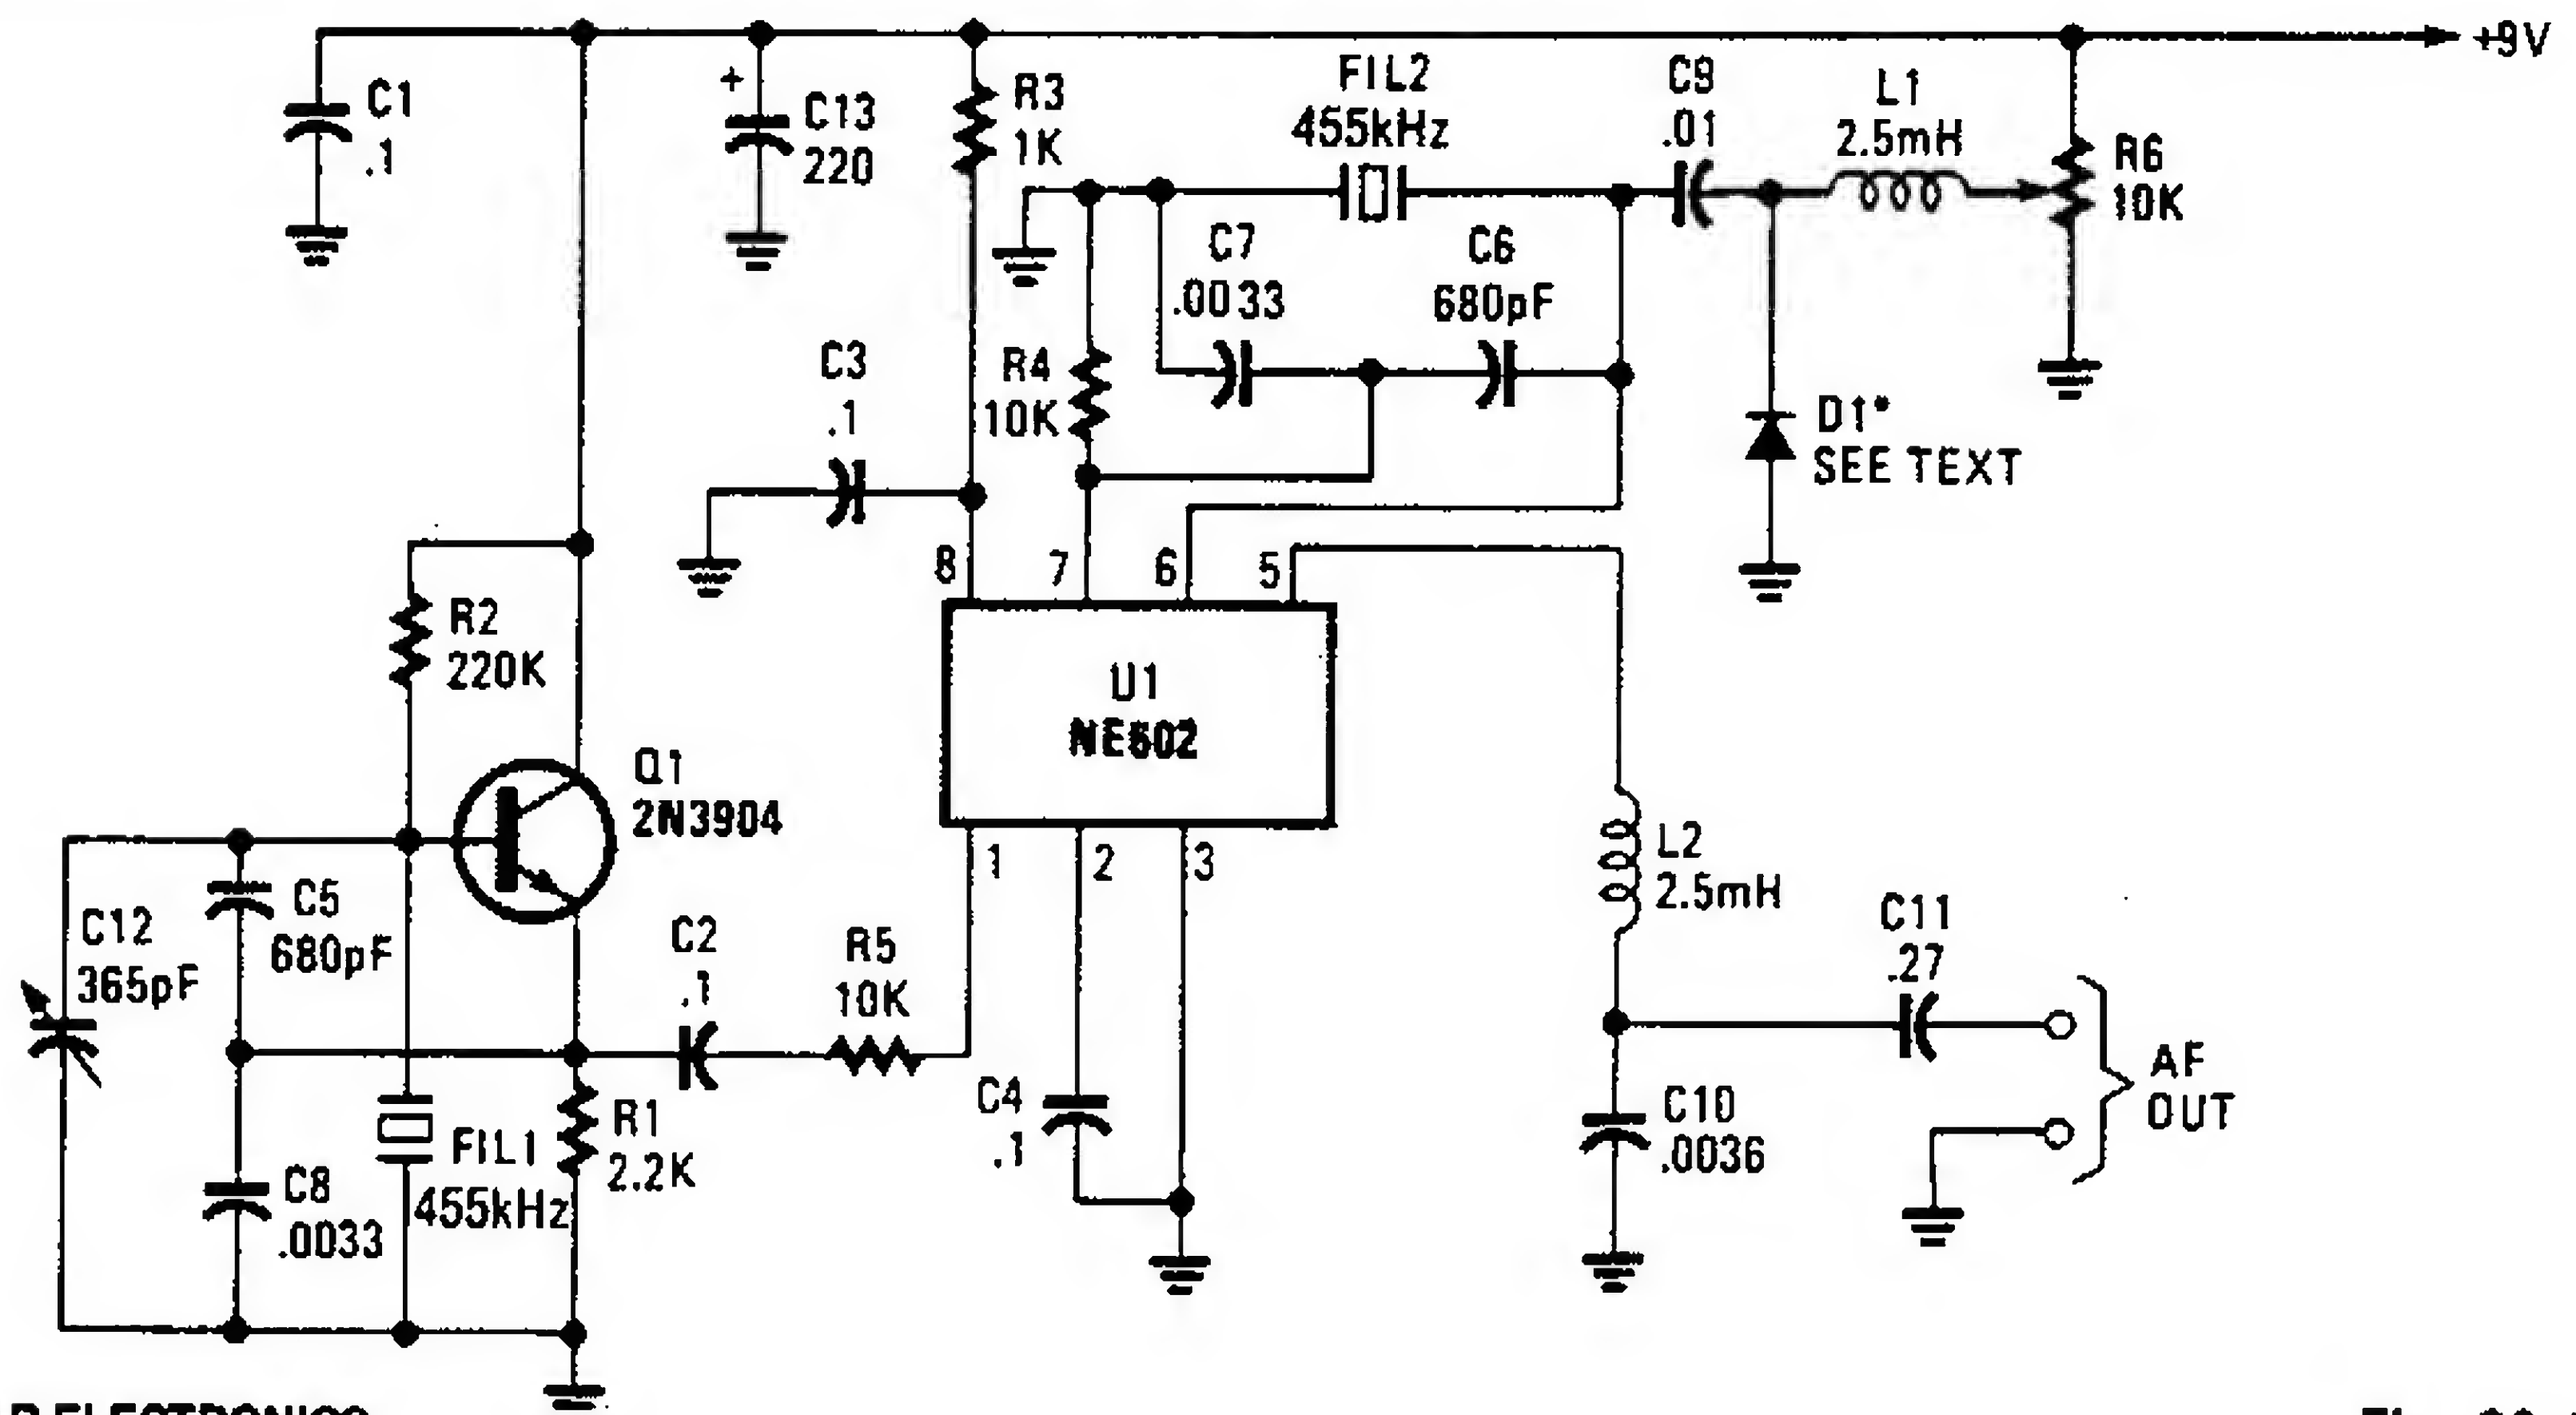 +9V
C1
.1
+
C13
220
R3
1K
FIL2
455kHz
C9
.01
L1
2.5mH
R6
10K
C7
.0033
C6
680pF
C3
.1
R4
10K
D1*
SEE TEXT
8
7
6
5
R2
220K
U1
NE602
Q1
2N3904
1
2
3
L2
2.5mH
C12
365pF
C5
680pF
C2
.1
R5
10K
C11
.27
C4
.1
C10
.0036
AF
OUT
FIL1
455kHz
R1
2.2K
C8
.0033